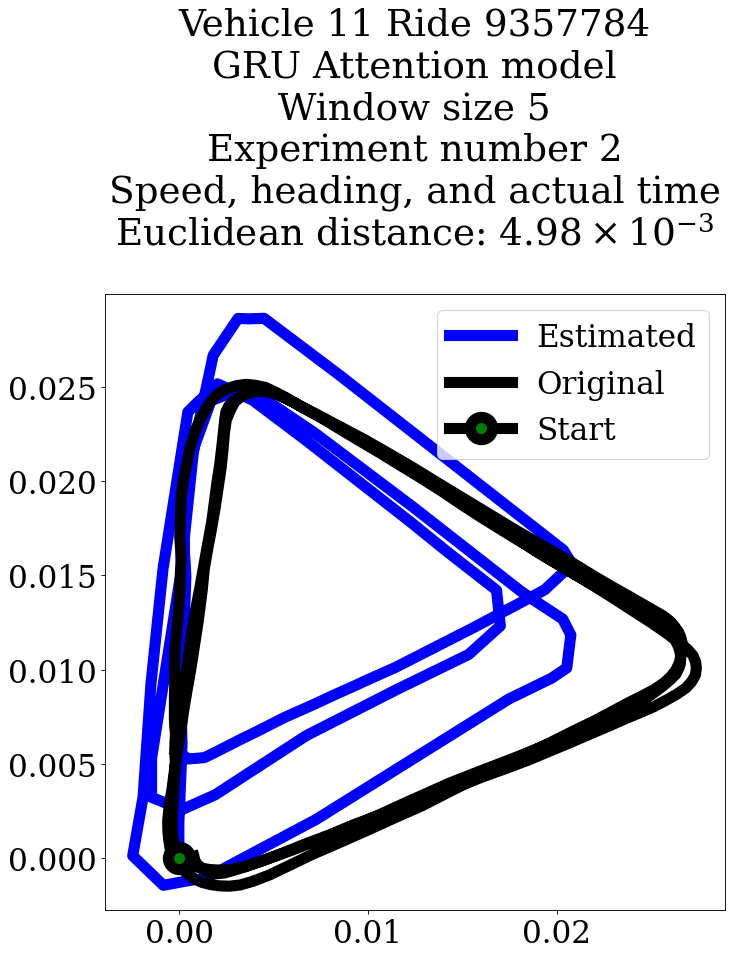 Vehicle 11 Ride 9357784
GRU Attention model
Window size 5
Experiment number 2
Speed, heading, and actual time
Euclidean distance: 4.98 × 10⁻³
Estimated
Original
Start
0.025
0.020
0.015
0.010
0.005
0.000
0.00 0.01 0.02